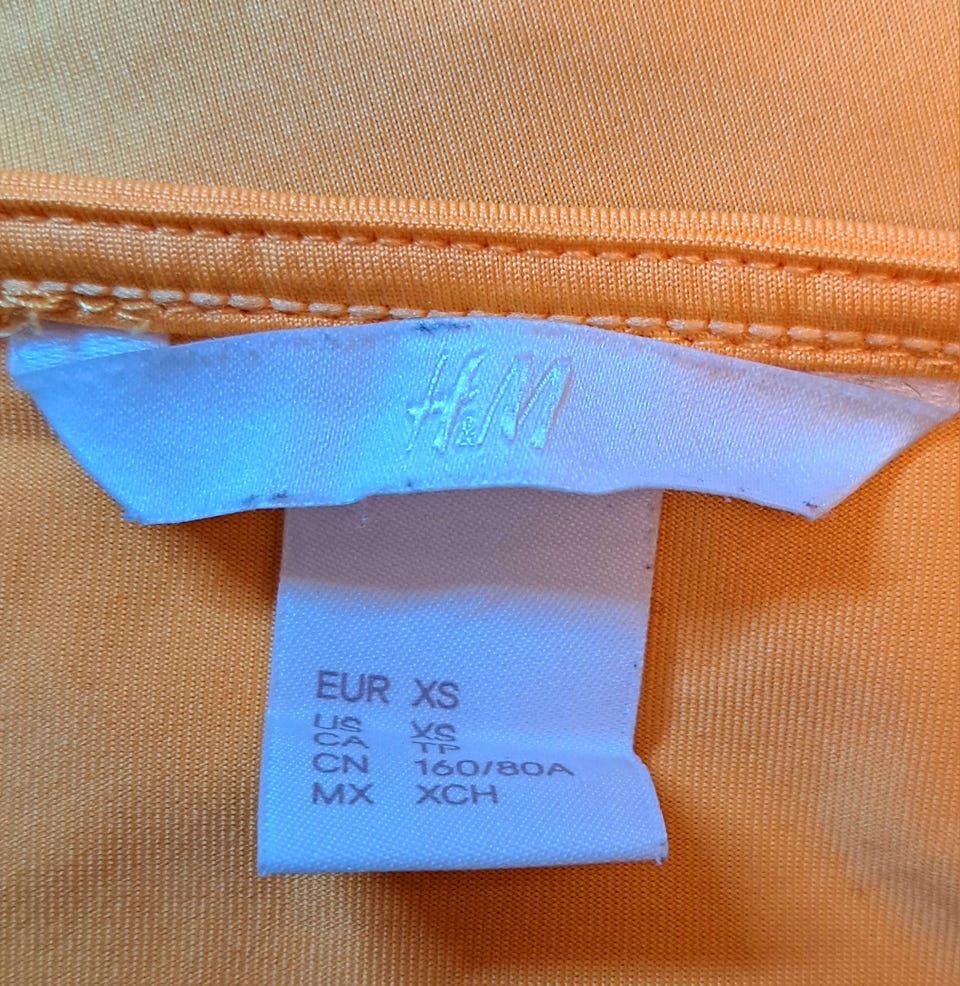 H&M
EUR XS
US XS
CA TP
CN 160/80A
MX XCH